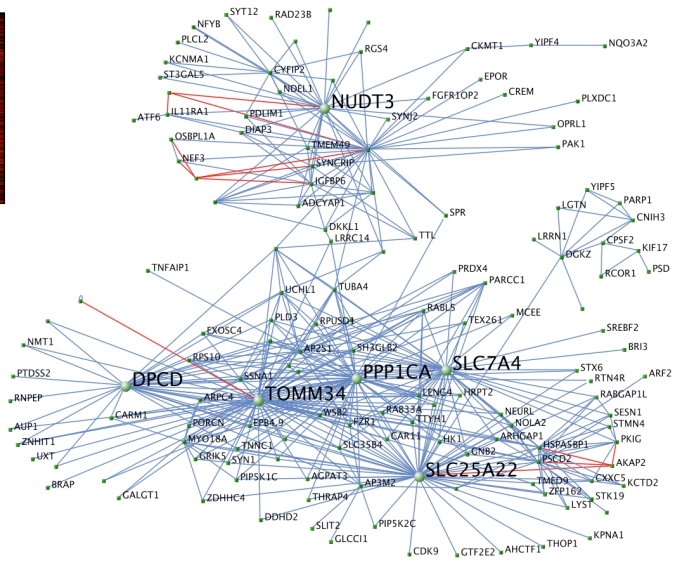 SYT12
RAD23B
NFYB
PLCL2
RGS4
CKMT1
YIPF4
NQO3A2
KCNMA1
CYFIP2
ST3GAL5
NDEL1
EPOR
NUDT3
FGFR1OP2
CREM
PLXDC1
ATF6
IL11RA1
PDLIM1
SYNJ2
OPRL1
OSBPL1A
DIAP3
TMEM49
PAK1
NEF3
SYNCRIP
IGFBP6
YIPF5
ADCYAP1
LGTN
PARP1
SPR
CNIH3
DKKL1
LRRC14
TTL
LRRN1
CPSF2
KIF17
DGKZ
TNFAIP1
PRDX4
RCOR1
PSD
UCHL1
TUBA4
PARCC1
PLD3
RPUSD4
RABL5
MCEE
EXOSC4
TEX261
SREBF2
NMT1
AP2S1
SH3GLB2
BRI3
RPS10
PTDSS2
DPCD
SSNA1
PPP1CA
SLC7A4
STX6
RTN4R
ARF2
RNPEP
ARPC4
TOMM34
LENG4
HRPT2
RABGAP1L
CARM1
WSB2
RAB33A
NEURL
SESN1
AUP1
PORCN
EPB4.9
FZR1
TTYH1
NOLA2
STMN4
ZNHIT1
MYO18A
TNNC1
CAR11
HK1
ARHGAP1
PKIG
UXT
GRIK5
SYN1
SLC35B4
GNB2
HSPA5BP1
PSCD2
AKAP2
BRAP
PIP5K1C
AGPAT3
AP3M2
SLC25A22
TMED9
CXXC5
KCTD2
GALGT1
ZDHHC4
THRAP4
ZFP162
STK19
LYST
DDHD2
SLIT2
PIP5K2C
GLCCI1
KPNA1
CDK9
GTF2E2
AHCTF1
THOP1